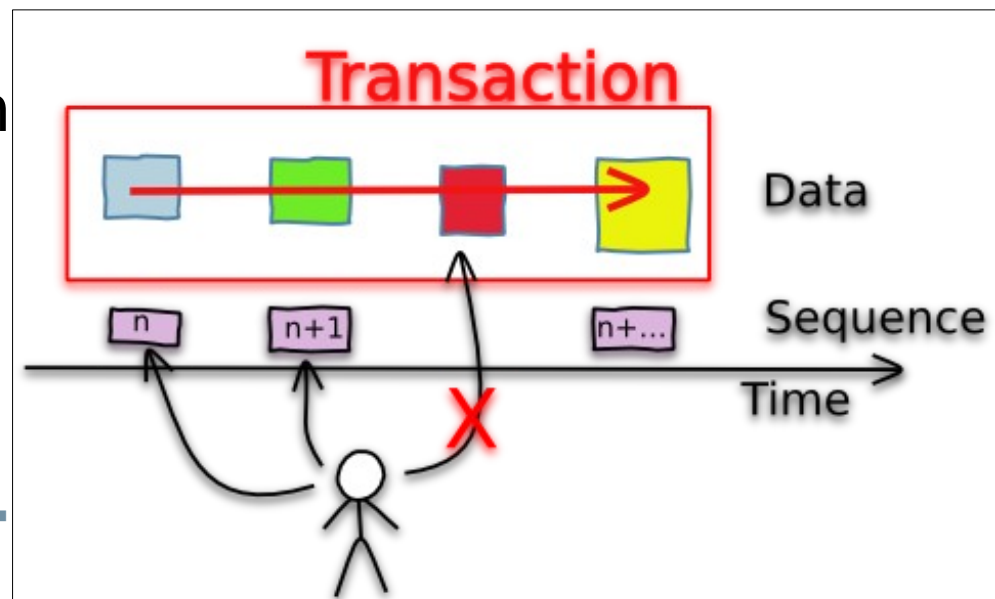 Transaction
Data
n
n+1
n+...
Sequence
Time
X